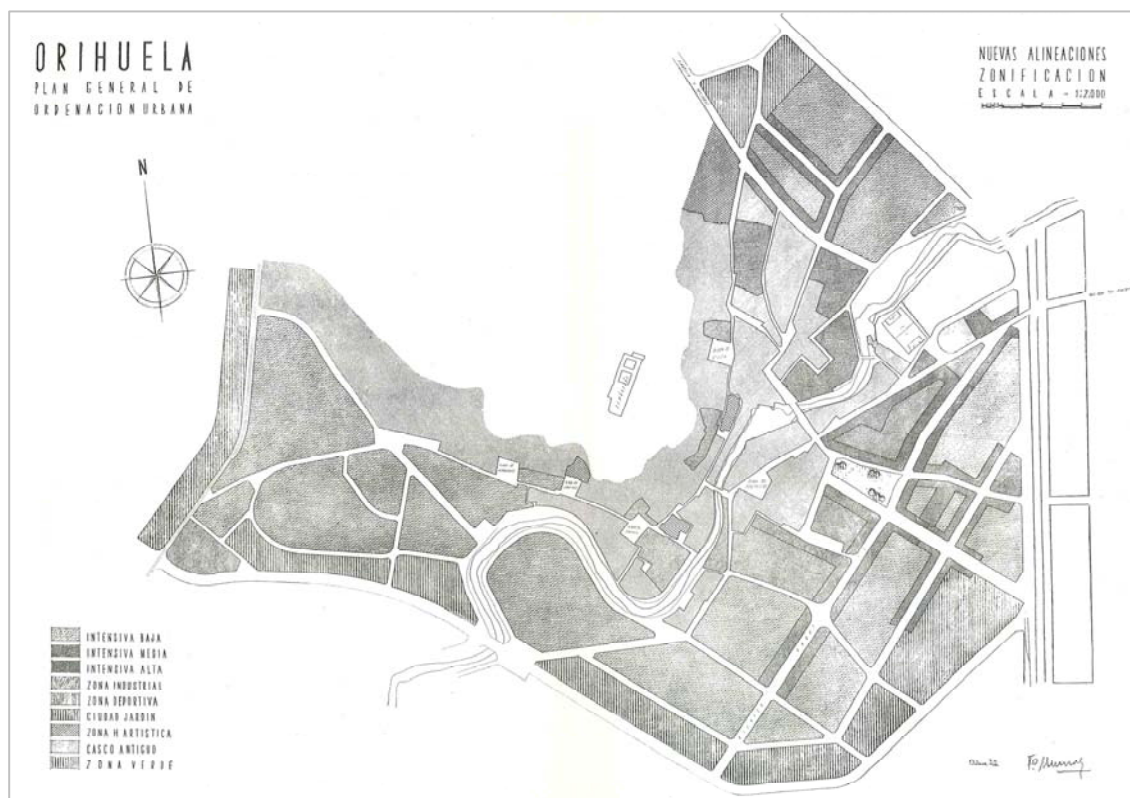 ORIHUELA
PLAN GENERAL DE
ORDENACION URBANA
NUEVAS ALINEACIONES
ZONIFICACION
ESCALA = 1:2.000
N
INTENSIVA BAJA
INTENSIVA MEDIA
INTENSIVA ALTA
ZONA INDUSTRIAL
ZONA DEPORTIVA
CIUDAD JARDIN
ZONA H ARTISTICA
CASCO ANTIGUO
ZONA VERDE